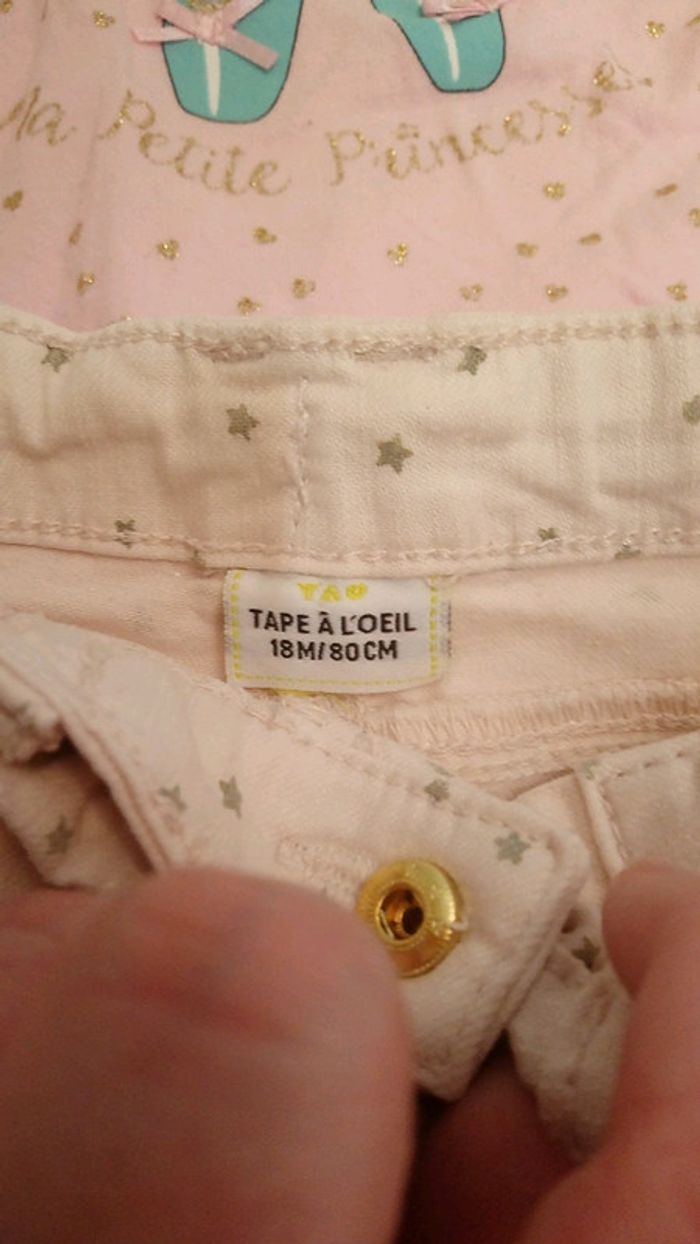 Ma Petite Princesse
TAO
TAPE À L'OEIL
18M/80CM